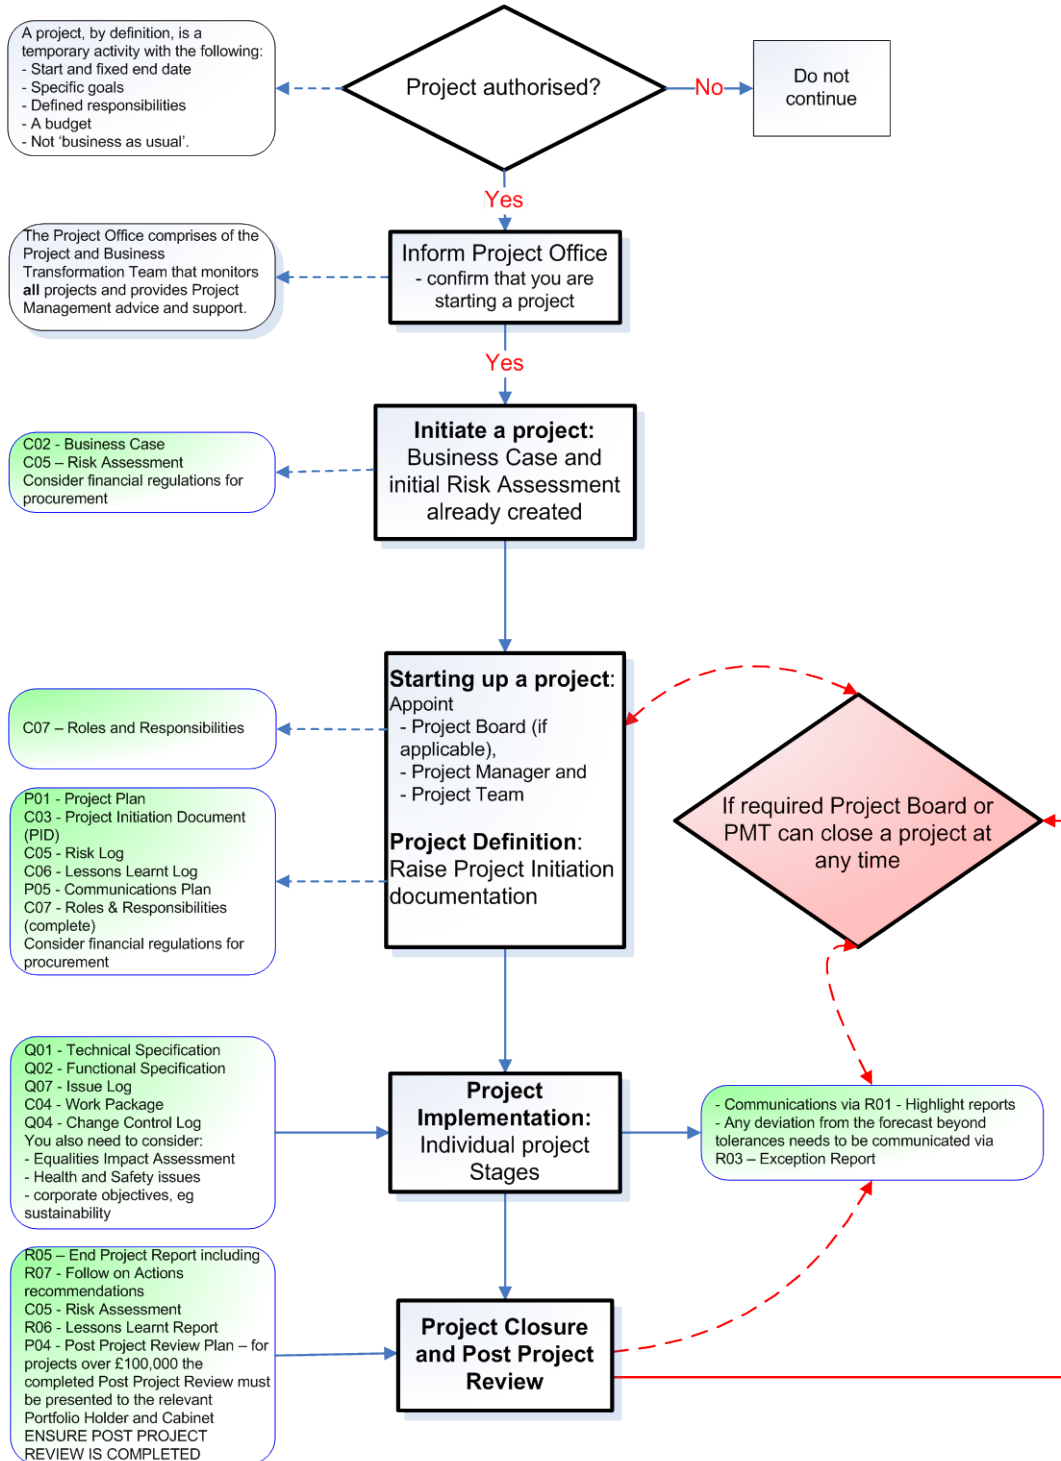 A project, by definition, is a
temporary activity with the following:
- Start and fixed end date
- Specific goals
- Defined responsibilities
- A budget
- Not ‘business as usual’.
Project authorised?
No
Do not
continue
Yes
The Project Office comprises of the
Project and Business
Transformation Team that monitors
all projects and provides Project
Management advice and support.
Inform Project Office
- confirm that you are
starting a project
Yes
C02 - Business Case
C05 – Risk Assessment
Consider financial regulations for
procurement
Initiate a project:
Business Case and
initial Risk Assessment
already created
C07 – Roles and Responsibilities
Starting up a project:
Appoint
- Project Board (if
applicable),
- Project Manager and
- Project Team
Project Definition:
Raise Project Initiation
documentation
If required Project Board or
PMT can close a project at
any time
P01 - Project Plan
C03 - Project Initiation Document
(PID)
C05 - Risk Log
C06 - Lessons Learnt Log
P05 - Communications Plan
C07 - Roles & Responsibilities
(complete)
Consider financial regulations for
procurement
Q01 - Technical Specification
Q02 - Functional Specification
Q07 - Issue Log
C04 - Work Package
Q04 - Change Control Log
You also need to consider:
- Equalities Impact Assessment
- Health and Safety issues
- corporate objectives, eg
sustainability
Project
Implementation:
Individual project
Stages
- Communications via R01 - Highlight reports
- Any deviation from the forecast beyond
tolerances needs to be communicated via
R03 – Exception Report
R05 – End Project Report including
R07 - Follow on Actions
recommendations
C05 - Risk Assessment
R06 - Lessons Learnt Report
P04 - Post Project Review Plan – for
projects over £100,000 the
completed Post Project Review must
be presented to the relevant
Portfolio Holder and Cabinet
ENSURE POST PROJECT
REVIEW IS COMPLETED
Project Closure
and Post Project
Review